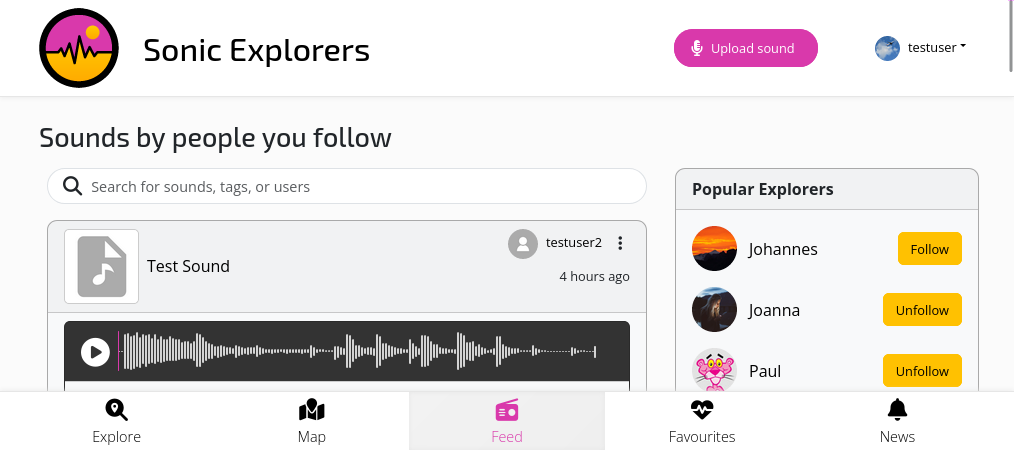 Sonic Explorers
Upload sound
testuser
Sounds by people you follow
Search for sounds, tags, or users
Test Sound
testuser2
4 hours ago
Popular Explorers
Johannes
Follow
Joanna
Unfollow
Paul
Unfollow
Explore
Map
Feed
Favourites
News